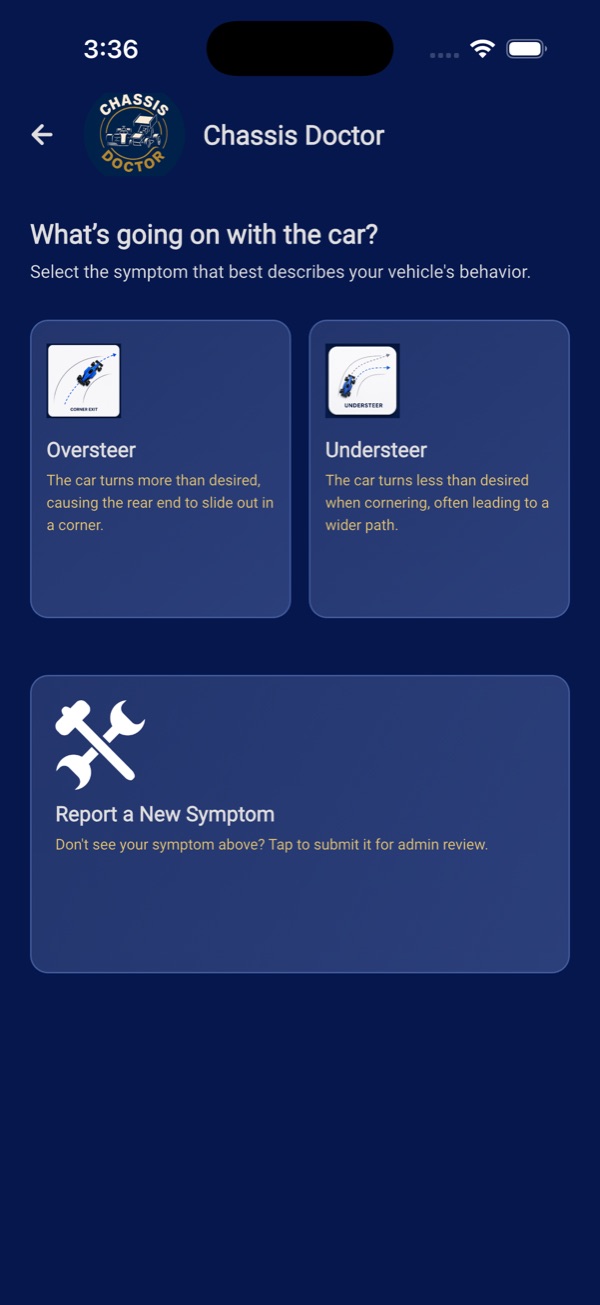 3:36
CHASSIS
DOCTOR
Chassis Doctor
What’s going on with the car?
Select the symptom that best describes your vehicle's behavior.
CORNER EXIT
UNDERSTEER
Oversteer
Understeer
The car turns more than desired,
causing the rear end to slide out in
a corner.
The car turns less than desired
when cornering, often leading to a
wider path.
Report a New Symptom
Don't see your symptom above? Tap to submit it for admin review.